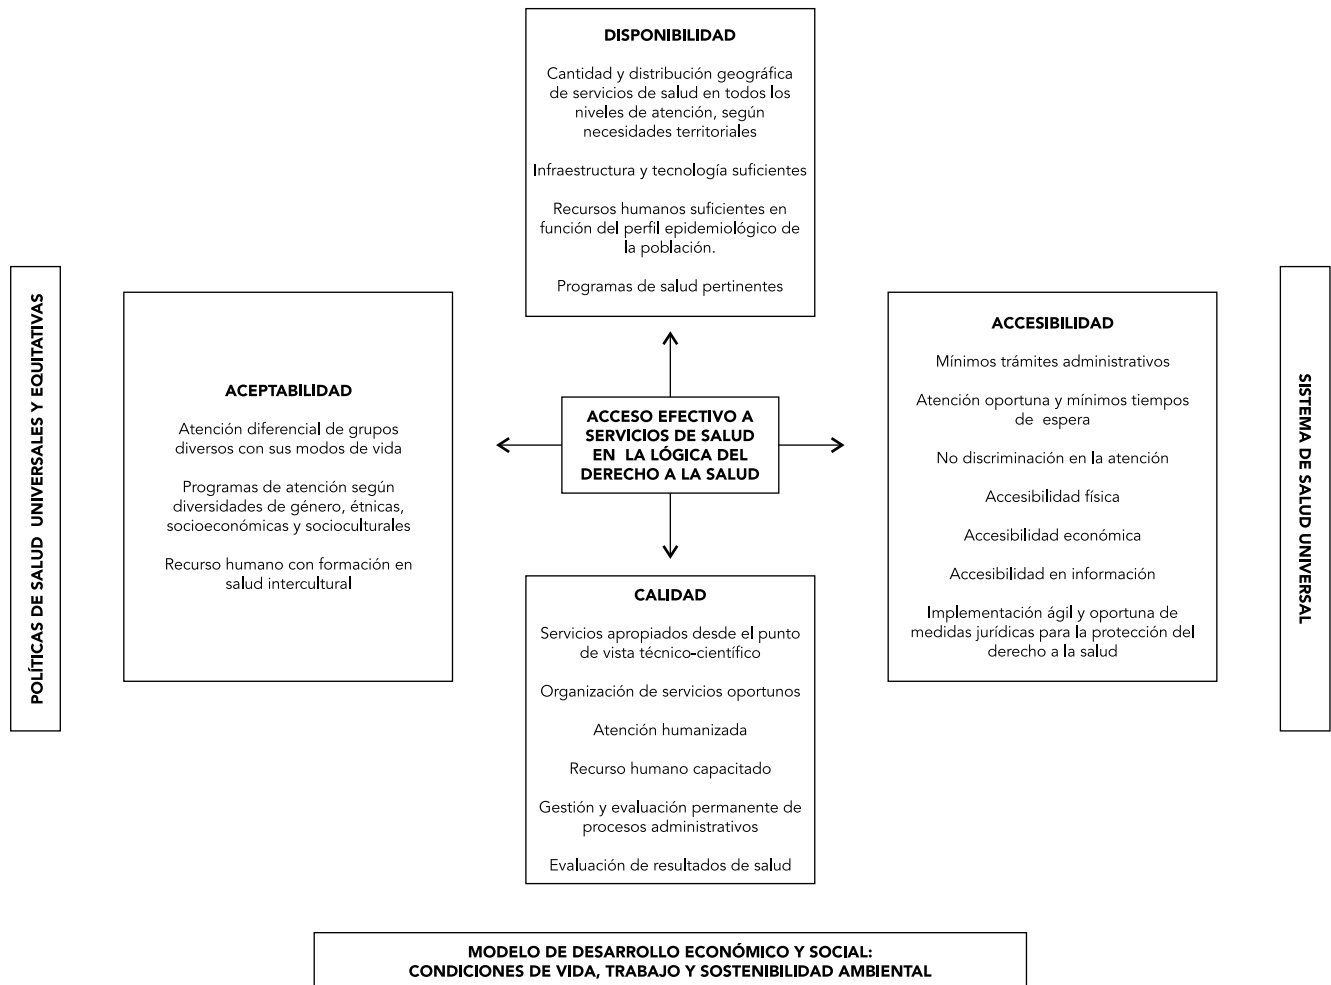 DISPONIBILIDAD
Cantidad y distribución geográfica
de servicios de salud en todos los
niveles de atención, según
necesidades territoriales
Infraestructura y tecnología suficientes
Recursos humanos suficientes en
función del perfil epidemiológico de
la población.
Programas de salud pertinentes
POLÍTICAS DE SALUD UNIVERSALES Y EQUITATIVAS
ACEPTABILIDAD
Atención diferencial de grupos
diversos con sus modos de vida
Programas de atención según
diversidades de género, étnicas,
socioeconómicas y socioculturales
Recurso humano con formación en
salud intercultural
ACCESO EFECTIVO A
SERVICIOS DE SALUD
EN LA LÓGICA DEL
DERECHO A LA SALUD
ACCESIBILIDAD
Mínimos trámites administrativos
Atención oportuna y mínimos tiempos
de espera
No discriminación en la atención
Accesibilidad física
Accesibilidad económica
Accesibilidad en información
Implementación ágil y oportuna de
medidas jurídicas para la protección del
derecho a la salud
SISTEMA DE SALUD UNIVERSAL
CALIDAD
Servicios apropiados desde el punto
de vista técnico-científico
Organización de servicios oportunos
Atención humanizada
Recurso humano capacitado
Gestión y evaluación permanente de
procesos administrativos
Evaluación de resultados de salud
MODELO DE DESARROLLO ECONÓMICO Y SOCIAL:
CONDICIONES DE VIDA, TRABAJO Y SOSTENIBILIDAD AMBIENTAL